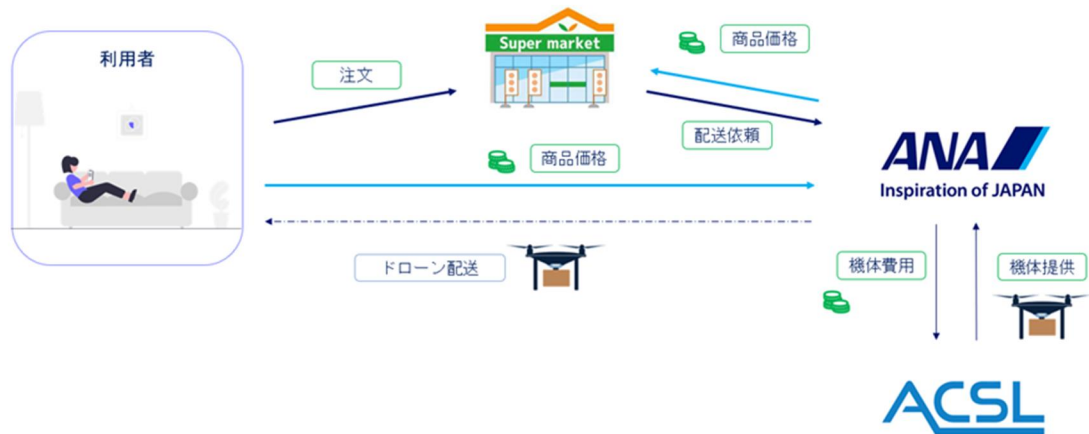 利用者
注文
Super market
商品価格
配送依頼
商品価格
ANA
Inspiration of JAPAN
ドローン配送
機体費用
機体提供
ACSL